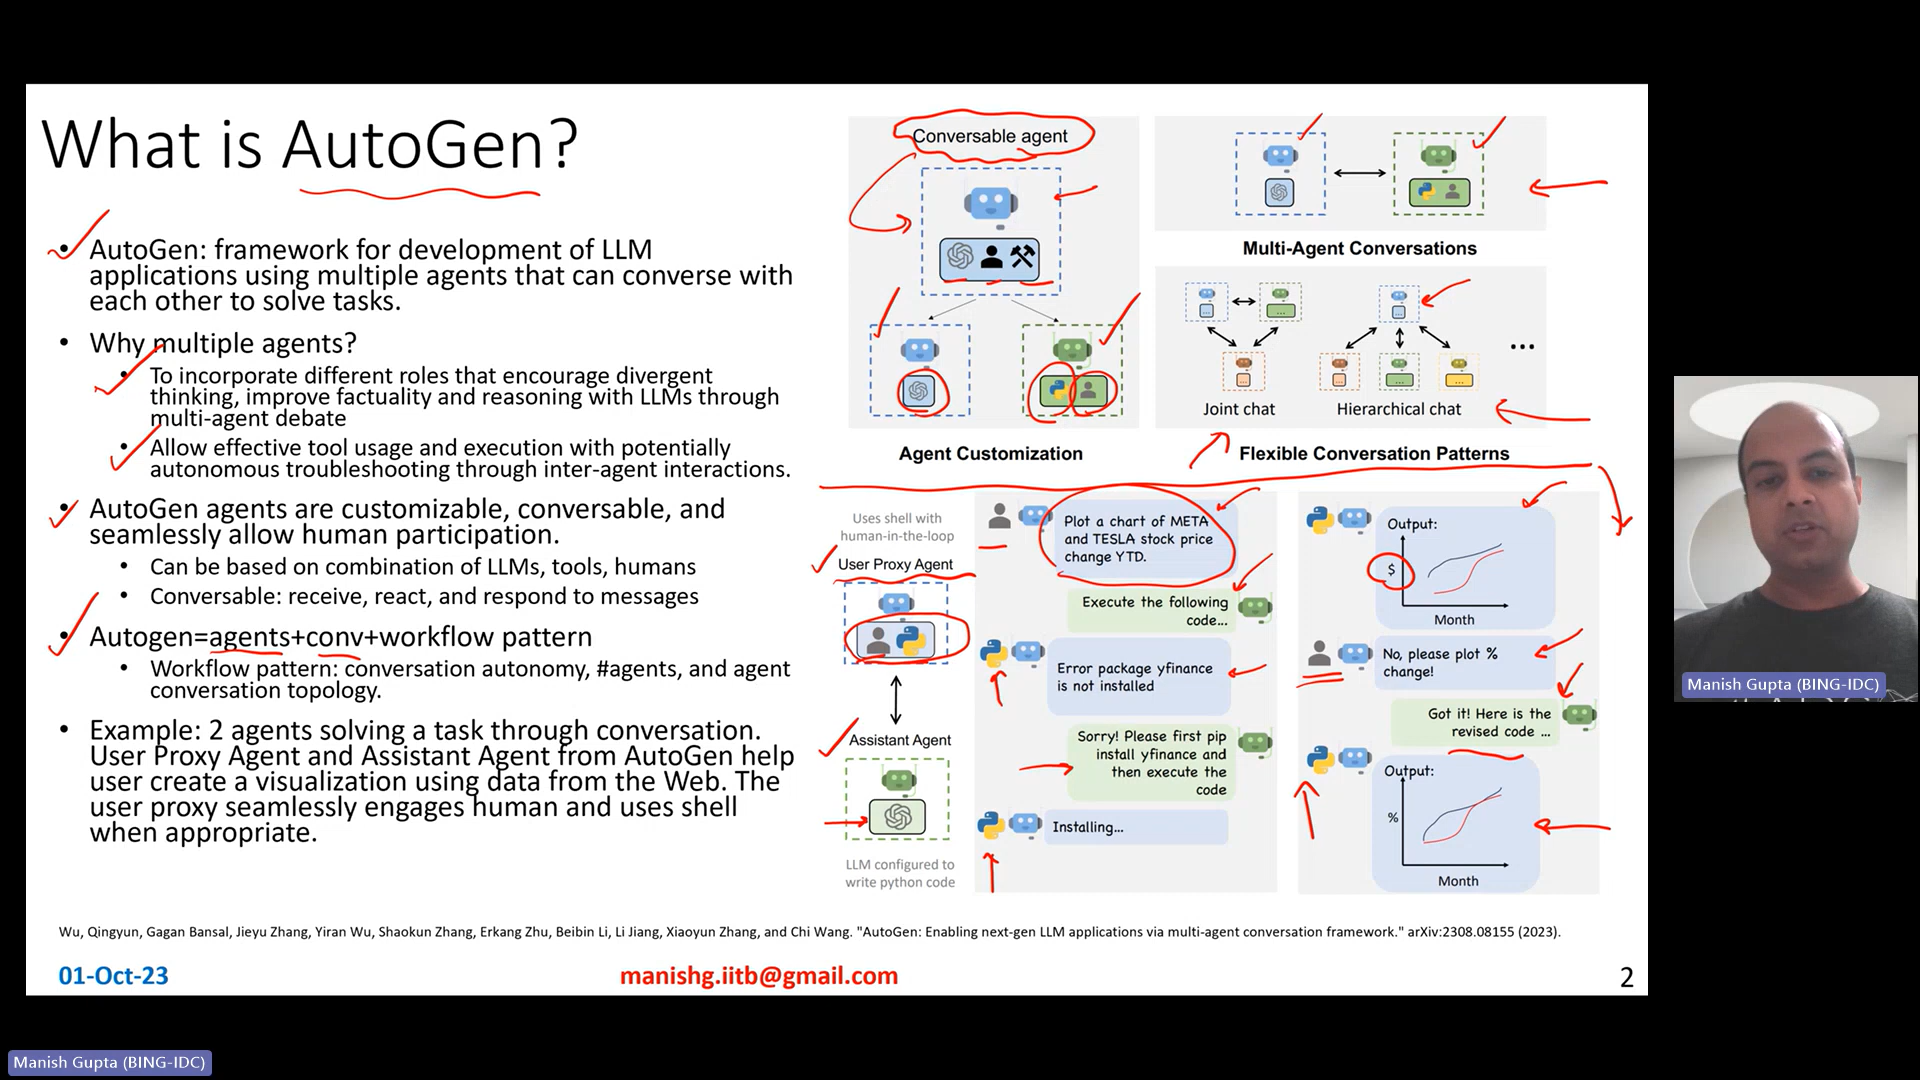 What is AutoGen?
• AutoGen: framework for development of LLM
applications using multiple agents that can converse with
each other to solve tasks.
• Why multiple agents?
• To incorporate different roles that encourage divergent
thinking, improve factuality and reasoning with LLMs through
multi-agent debate
• Allow effective tool usage and execution with potentially
autonomous troubleshooting through inter-agent interactions.
• AutoGen agents are customizable, conversable, and
seamlessly allow human participation.
• Can be based on combination of LLMs, tools, humans
• Conversable: receive, react, and respond to messages
• Autogen=agents+conv+workflow pattern
• Workflow pattern: conversation autonomy, #agents, and agent
conversation topology.
• Example: 2 agents solving a task through conversation.
User Proxy Agent and Assistant Agent from AutoGen help
user create a visualization using data from the Web. The
user proxy seamlessly engages human and uses shell
when appropriate.
Conversable agent
Agent Customization
Multi-Agent Conversations
...
Joint chat
Hierarchical chat
Flexible Conversation Patterns
Uses shell with
human-in-the-loop
User Proxy Agent
Assistant Agent
LLM configured to
write python code
Plot a chart of META
and TESLA stock price
change YTD.
Execute the following
code...
Error package yfinance
is not installed
Sorry! Please first pip
install yfinance and
then execute the
code
Installing...
Output:
$
Month
No, please plot %
change!
Got it! Here is the
revised code ...
Output:
%
Month
Wu, Qingyun, Gagan Bansal, Jieyu Zhang, Yiran Wu, Shaokun Zhang, Erkang Zhu, Beibin Li, Li Jiang, Xiaoyun Zhang, and Chi Wang. "AutoGen: Enabling next-gen LLM applications via multi-agent conversation framework." arXiv:2308.08155 (2023).
01-Oct-23
manishg.iitb@gmail.com
2
Manish Gupta (BING-IDC)
Manish Gupta (BING-IDC)